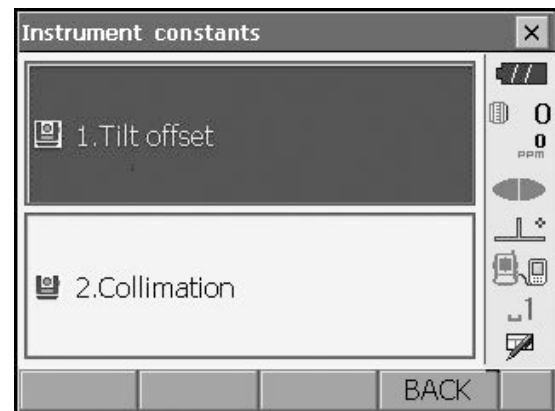 Instrument constants
0
0
PPM
1.Tilt offset
2.Collimation
1
BACK